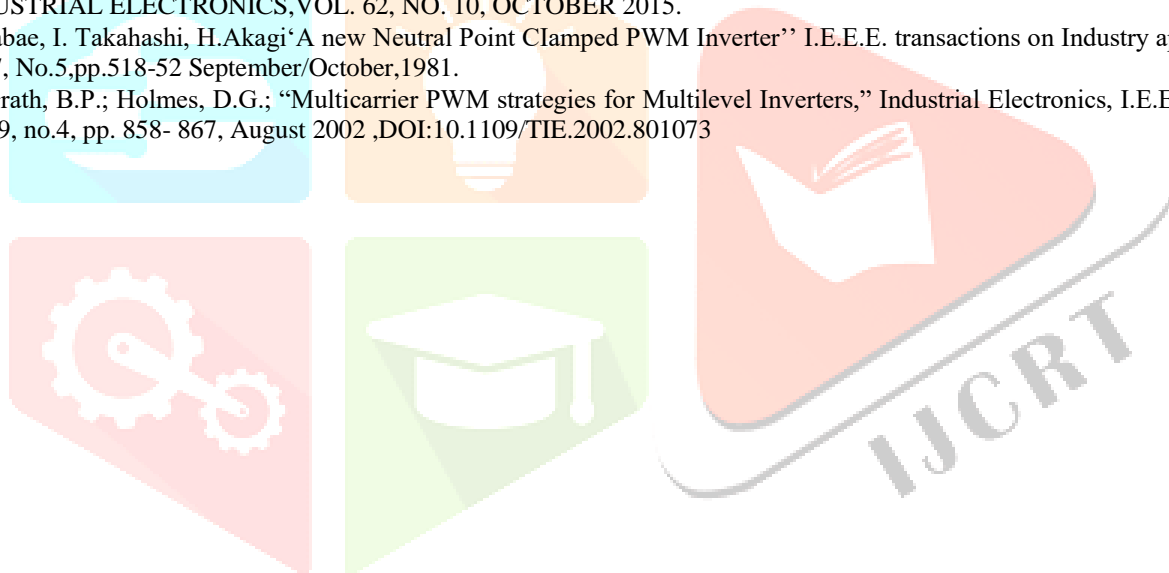 USTRIAL ELECTRONICS,VOL. 62, NO. 10, OCTOBER 2015.
abae, I. Takahashi, H.Akagi‘A new Neutral Point Clamped PWM Inverter’’ I.E.E.E. transactions on Industry ap
, No.5,pp.518-52 September/October,1981.
rath, B.P.; Holmes, D.G.; “Multicarrier PWM strategies for Multilevel Inverters,” Industrial Electronics, I.E.E
9, no.4, pp. 858- 867, August 2002 ,DOI:10.1109/TIE.2002.801073
IJCRT